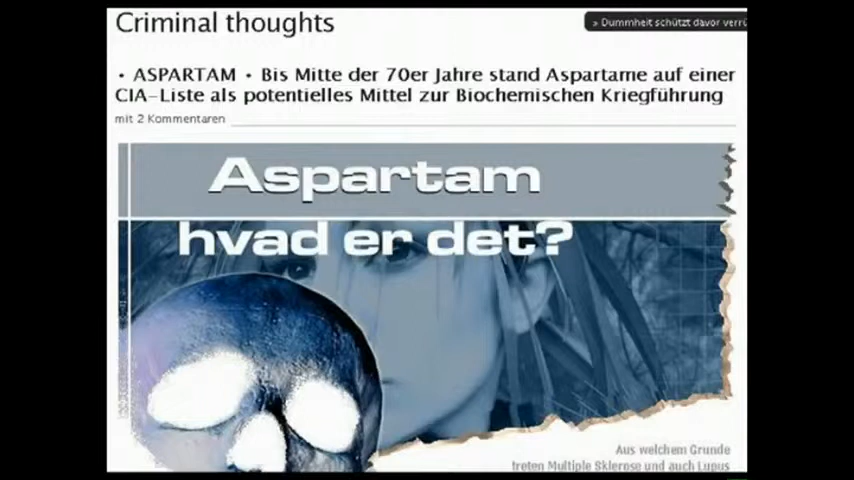 Criminal thoughts
» Dummheit schützt davor
• ASPARTAM • Bis Mitte der 70er Jahre stand Aspartame auf einer
CIA-Liste als potentielles Mittel zur Biochemischen Kriegführung
mit 2 Kommentaren
Aspartam
hvad er det?
Aus welchem Grunde
treten Multiple Sklerose und auch Lupus